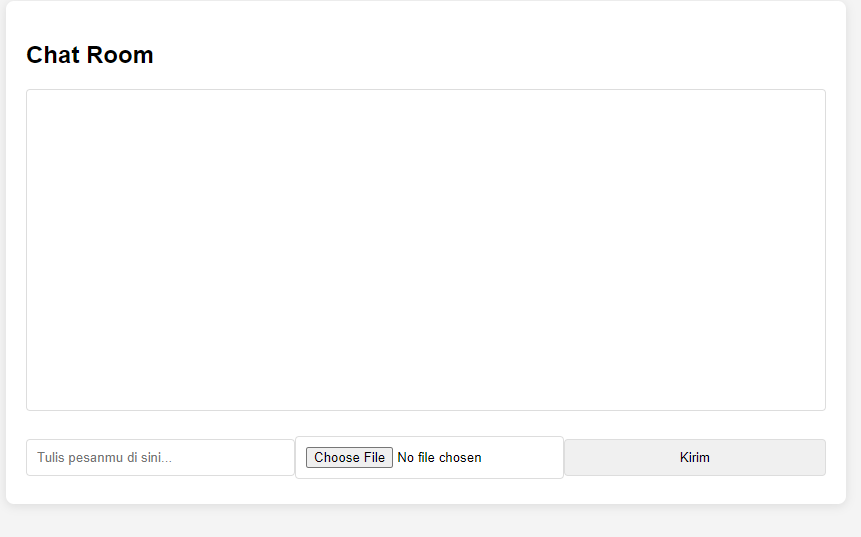 Chat Room
Tulis pesanmu di sini...
Choose File No file chosen
Kirim